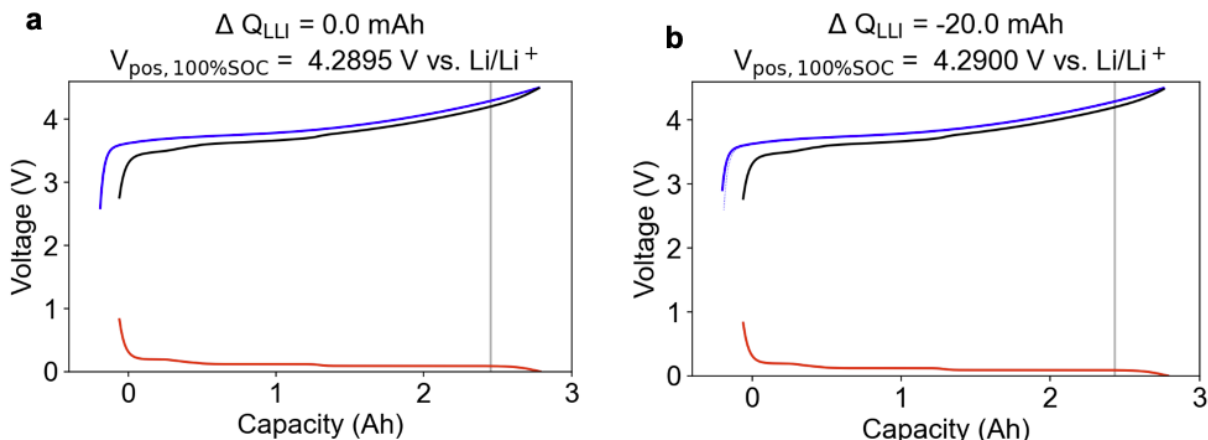 a
Δ Q_LLI = 0.0 mAh
V_pos, 100%SOC = 4.2895 V vs. Li/Li⁺
Voltage (V)
4
3
2
1
0
0 1 2 3
Capacity (Ah)
b
Δ Q_LLI = -20.0 mAh
V_pos, 100%SOC = 4.2900 V vs. Li/Li⁺
Voltage (V)
4
3
2
1
0
0 1 2 3
Capacity (Ah)